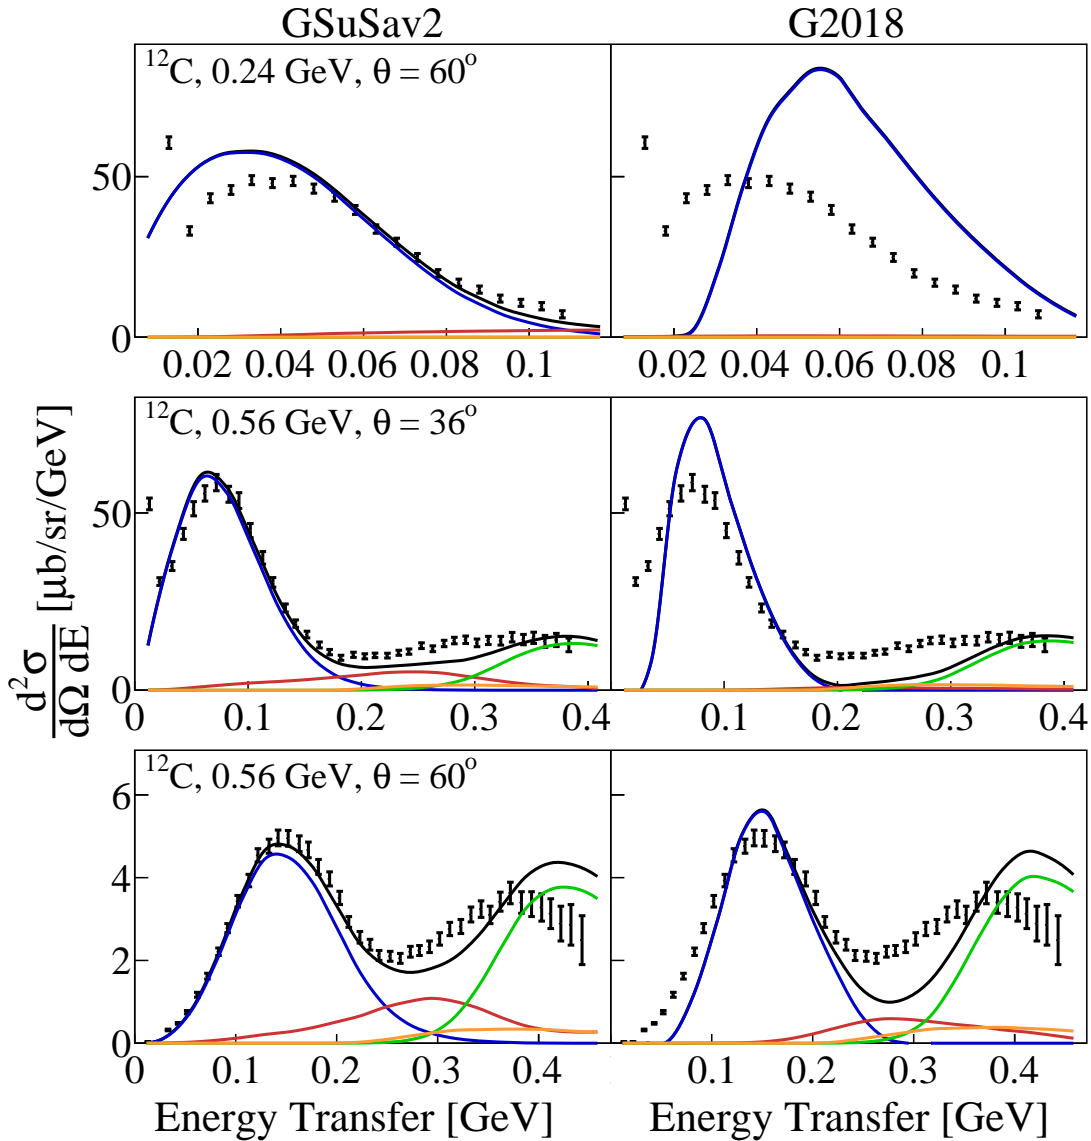 GSuSav2 G2018
¹²C, 0.24 GeV, θ = 60°
50
0
0.02 0.04 0.06 0.08 0.1 0.02 0.04 0.06 0.08 0.1
¹²C, 0.56 GeV, θ = 36°
50
0
0 0.1 0.2 0.3 0.4 0.1 0.2 0.3 0.4
d²σ/dΩ dE [μb/sr/GeV]
¹²C, 0.56 GeV, θ = 60°
6
4
2
0
0 0.1 0.2 0.3 0.4 0.1 0.2 0.3 0.4
Energy Transfer [GeV] Energy Transfer [GeV]